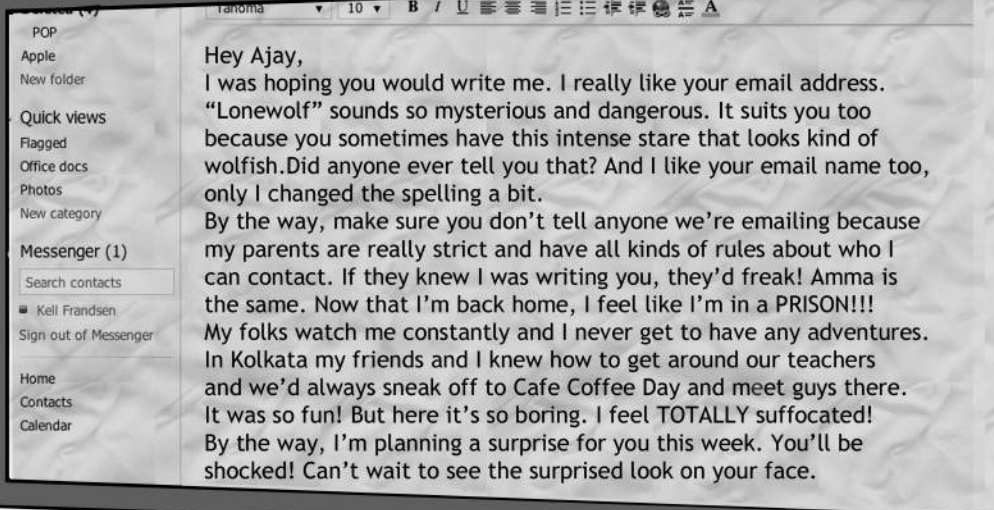 Tahoma ▾ 10 ▾ B I U A
POP
Apple
New folder
Quick views
Flagged
Office docs
Photos
New category
Messenger (1)
Search contacts
Kell Frandsen
Sign out of Messenger
Home
Contacts
Calendar
Hey Ajay,
I was hoping you would write me. I really like your email address.
“Lonewolf” sounds so mysterious and dangerous. It suits you too
because you sometimes have this intense stare that looks kind of
wolfish.Did anyone ever tell you that? And I like your email name too,
only I changed the spelling a bit.
By the way, make sure you don’t tell anyone we’re emailing because
my parents are really strict and have all kinds of rules about who I
can contact. If they knew I was writing you, they’d freak! Amma is
the same. Now that I’m back home, I feel like I’m in a PRISON!!!
My folks watch me constantly and I never get to have any adventures.
In Kolkata my friends and I knew how to get around our teachers
and we’d always sneak off to Cafe Coffee Day and meet guys there.
It was so fun! But here it’s so boring. I feel TOTALLY suffocated!
By the way, I’m planning a surprise for you this week. You’ll be
shocked! Can’t wait to see the surprised look on your face.